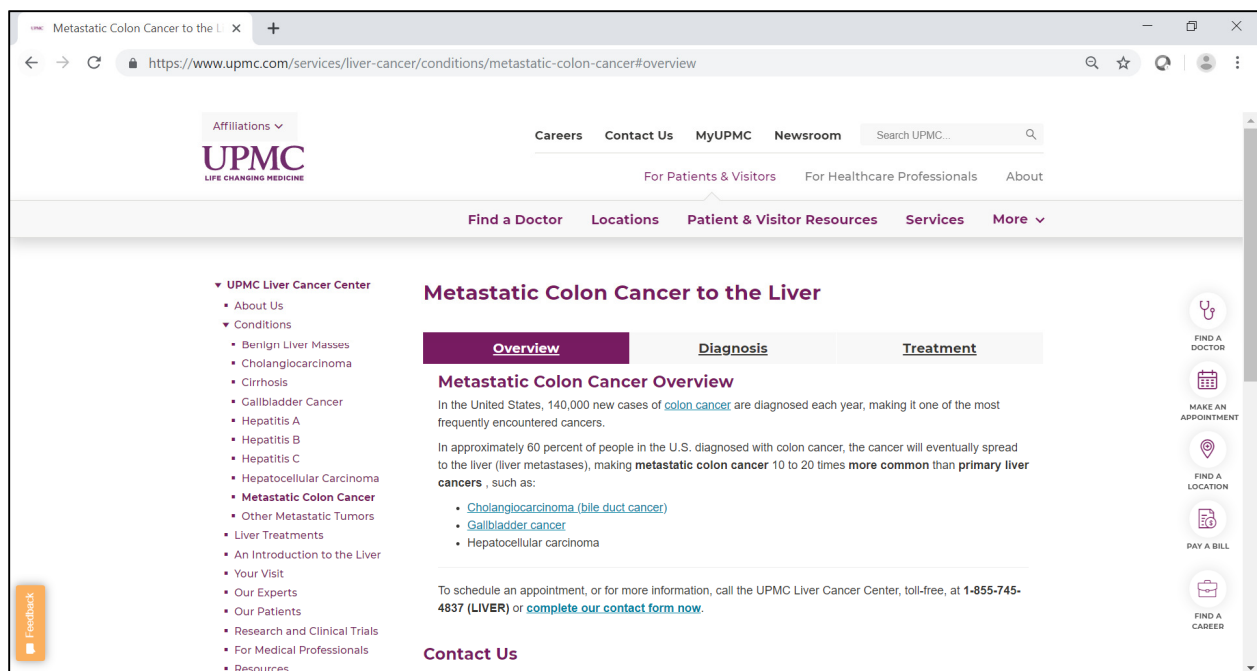 UPMC
Metastatic Colon Cancer to the L
https://www.upmc.com/services/liver-cancer/conditions/metastatic-colon-cancer#overview
Affiliations
UPMC
LIFE CHANGING MEDICINE
Careers Contact Us MyUPMC Newsroom Search UPMC...
For Patients & Visitors For Healthcare Professionals About
Find a Doctor Locations Patient & Visitor Resources Services More
UPMC Liver Cancer Center
About Us
Conditions
Benign Liver Masses
Cholangiocarcinoma
Cirrhosis
Gallbladder Cancer
Hepatitis A
Hepatitis B
Hepatitis C
Hepatocellular Carcinoma
Metastatic Colon Cancer
Other Metastatic Tumors
Liver Treatments
An Introduction to the Liver
Your Visit
Our Experts
Our Patients
Research and Clinical Trials
For Medical Professionals
Resources
Metastatic Colon Cancer to the Liver
Overview Diagnosis Treatment
Metastatic Colon Cancer Overview
In the United States, 140,000 new cases of colon cancer are diagnosed each year, making it one of the most
frequently encountered cancers.
In approximately 60 percent of people in the U.S. diagnosed with colon cancer, the cancer will eventually spread
to the liver (liver metastases), making metastatic colon cancer 10 to 20 times more common than primary liver
cancers , such as:
Cholangiocarcinoma (bile duct cancer)
Gallbladder cancer
Hepatocellular carcinoma
To schedule an appointment, or for more information, call the UPMC Liver Cancer Center, toll-free, at 1-855-745-
4837 (LIVER) or complete our contact form now.
Contact Us
FIND A
DOCTOR
MAKE AN
APPOINTMENT
FIND A
LOCATION
PAY A BILL
FIND A
CAREER
Feedback